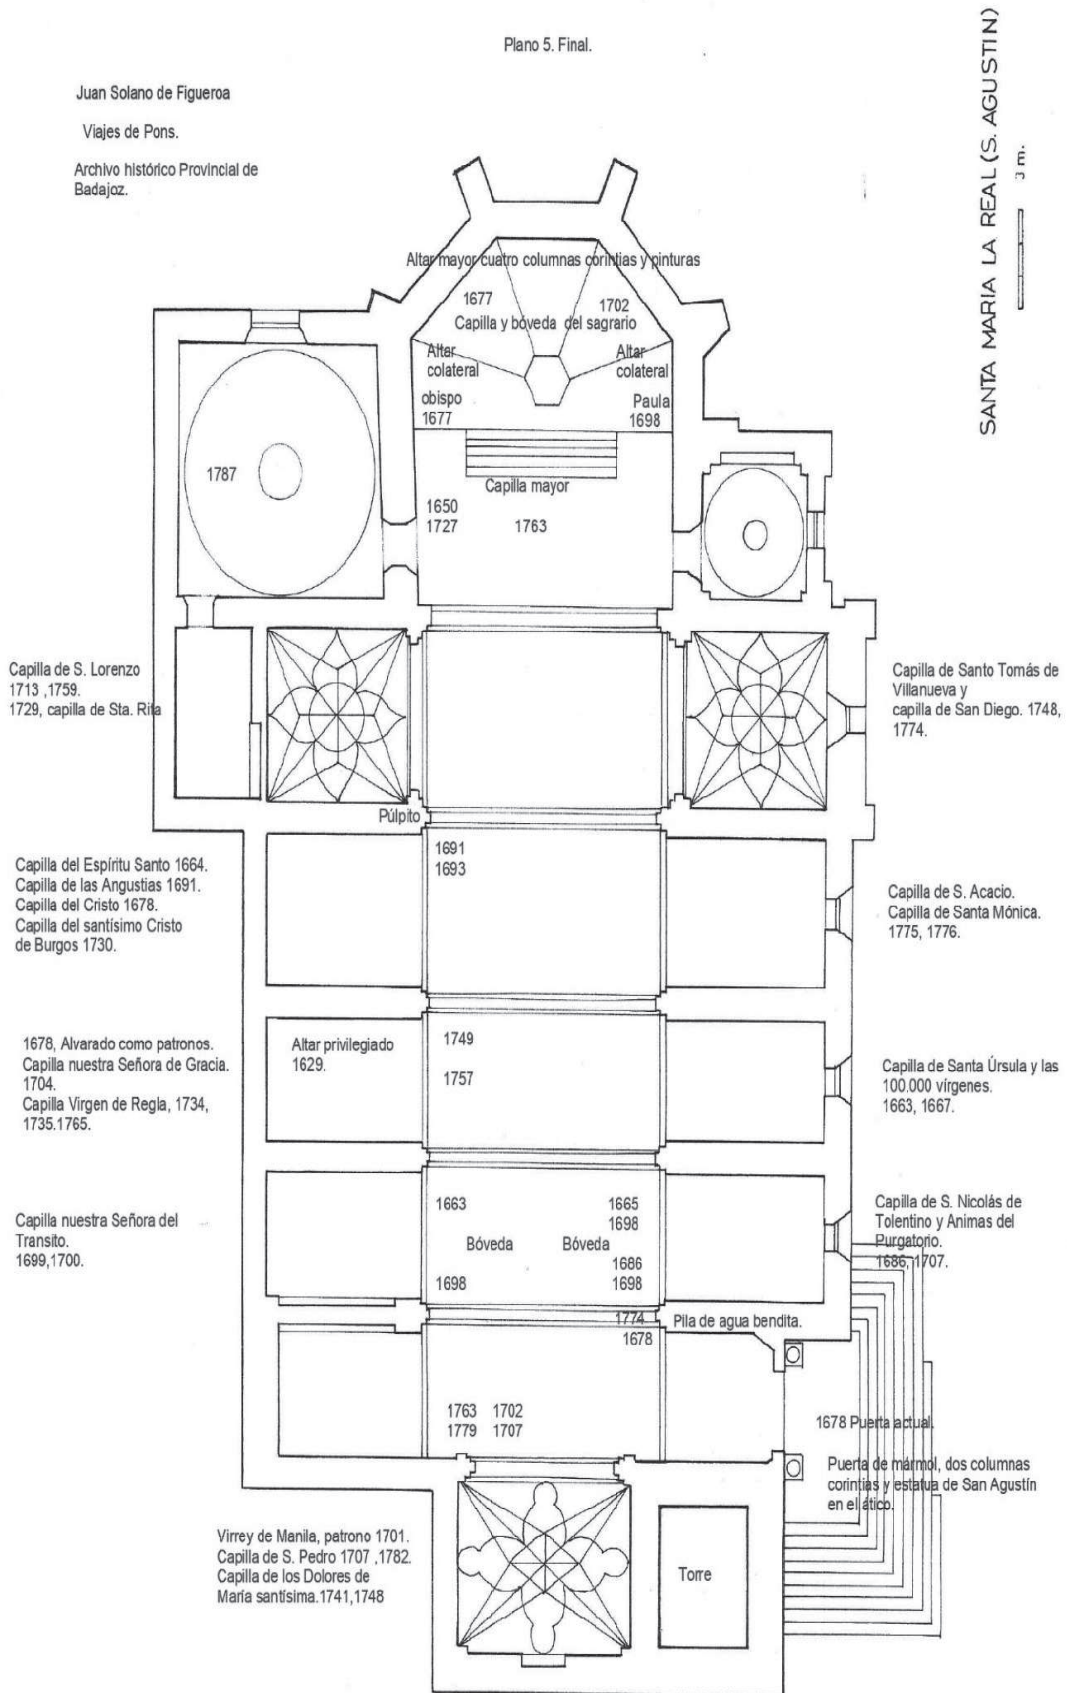 Plano 5. Final.
Juan Solano de Figueroa
Viajes de Pons.
Archivo histórico Provincial de
Badajoz.
SANTA MARIA LA REAL (S. AGUSTIN)
3 m.
Altar mayor cuatro columnas corintias y pinturas
1677
1702
Capilla y bóveda del sagrario
Altar
colateral
Altar
colateral
obispo
1677
Paula
1698
1787
Capilla mayor
1650
1727
1763
Capilla de S. Lorenzo
1713 ,1759.
1729, capilla de Sta. Rita
Capilla de Santo Tomás de
Villanueva y
capilla de San Diego. 1748,
1774.
Púlpito
1691
1693
Capilla del Espíritu Santo 1664.
Capilla de las Angustias 1691.
Capilla del Cristo 1678.
Capilla del santísimo Cristo
de Burgos 1730.
Capilla de S. Acacio.
Capilla de Santa Mónica.
1775, 1776.
1678, Alvarado como patronos.
Capilla nuestra Señora de Gracia.
1704.
Capilla Virgen de Regla, 1734,
1735.1765.
Altar privilegiado
1629.
1749
1757
Capilla de Santa Úrsula y las
100.000 vírgenes.
1663, 1667.
Capilla nuestra Señora del
Transito.
1699,1700.
1663
1665
1698
Bóveda
Bóveda
1686
1698
1698
Capilla de S. Nicolás de
Tolentino y Animas del
Purgatorio.
1686, 1707.
1774
1678
Pila de agua bendita.
1763 1702
1779 1707
1678 Puerta actual.
Puerta de mármol, dos columnas
corintias y estatua de San Agustín
en el ático.
Virrey de Manila, patrono 1701.
Capilla de S. Pedro 1707 ,1782.
Capilla de los Dolores de
María santísima.1741,1748
Torre